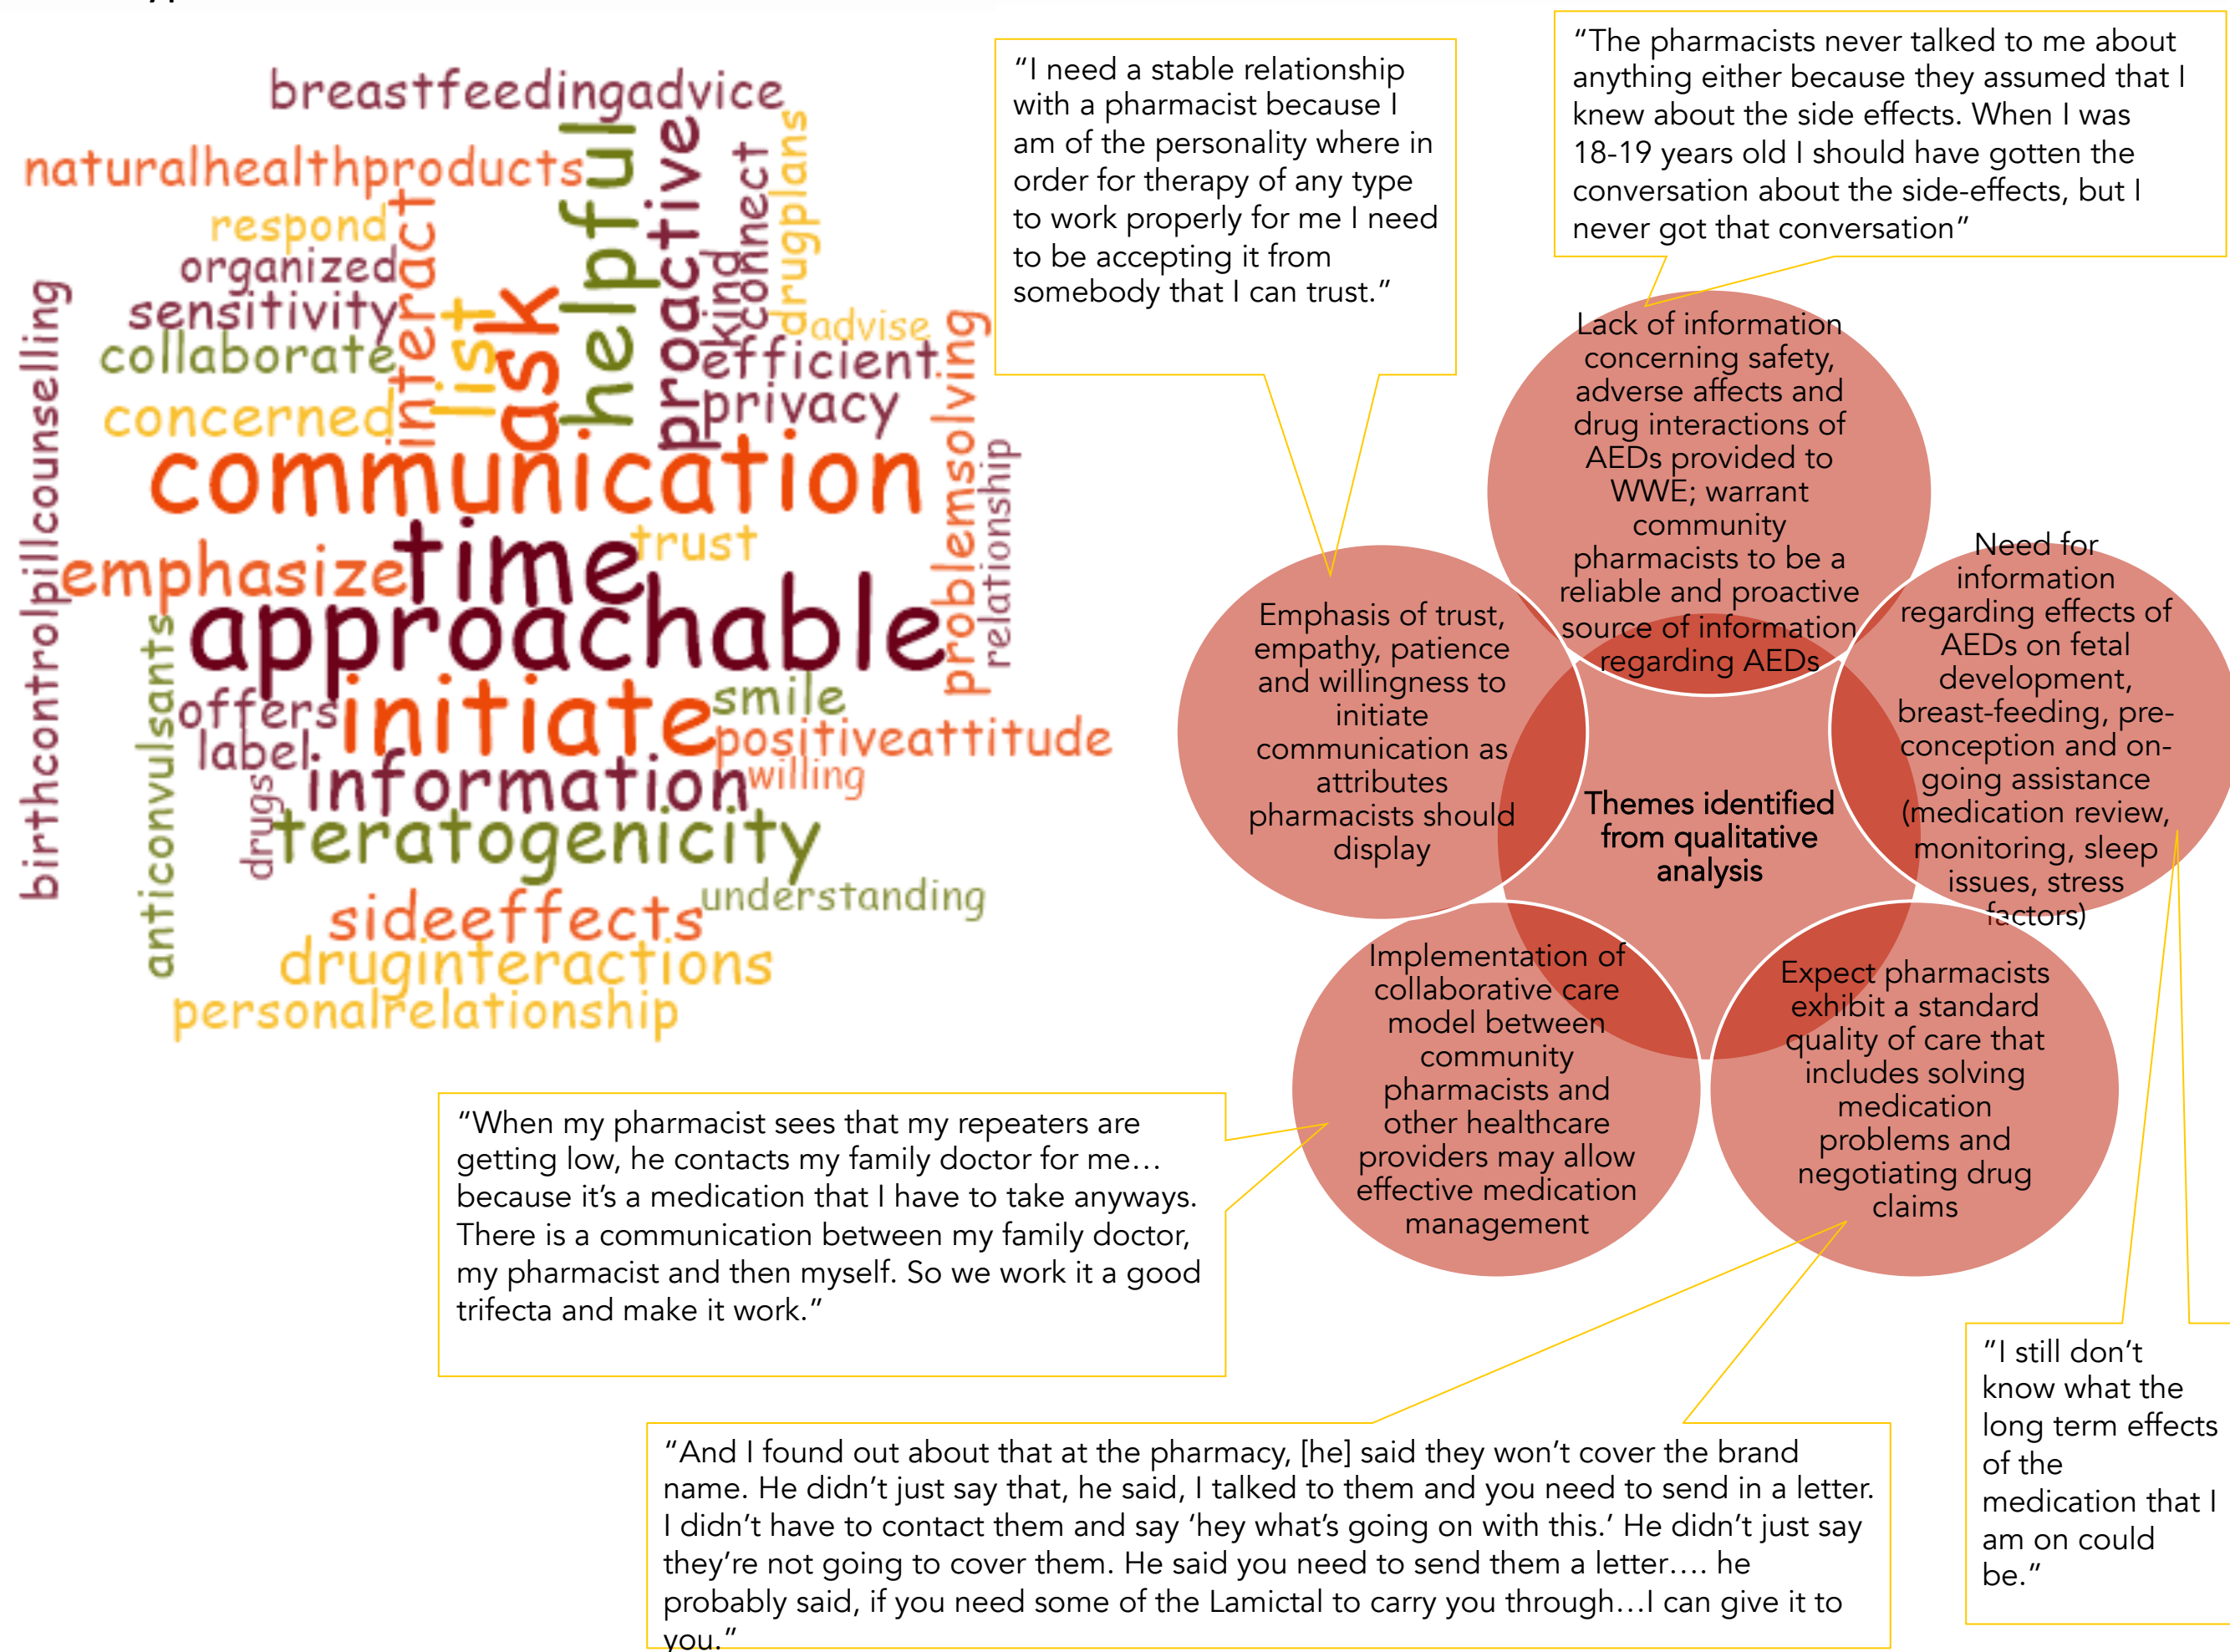 breastfeedingadvice
naturalhealthproducts
helpful
proactive
connect
drugplans
respond
interact
organized
kind
sensitivity
list
ask
advise
collaborate
efficient
concerned
privacy
birthcontrolpillcounselling
problemsolving
communication
relationship
time
trust
emphasize
approachable
anticonvulsants
offers
initiate
smile
label
positiveattitude
information
willing
drugs
teratogenicity
sideeffects
understanding
druginteractions
personalrelationship
“I need a stable relationship
with a pharmacist because I
am of the personality where in
order for therapy of any type
to work properly for me I need
to be accepting it from
somebody that I can trust.”
“The pharmacists never talked to me about
anything either because they assumed that I
knew about the side effects. When I was
18-19 years old I should have gotten the
conversation about the side-effects, but I
never got that conversation”
Lack of information
concerning safety,
adverse affects and
drug interactions of
AEDs provided to
WWE; warrant
community
pharmacists to be a
reliable and proactive
source of information
regarding AEDs
Need for
information
regarding effects of
AEDs on fetal
development,
breast-feeding, pre-
conception and on-
going assistance
(medication review,
monitoring, sleep
issues, stress
factors)
Emphasis of trust,
empathy, patience
and willingness to
initiate
communication as
attributes
pharmacists should
display
Themes identified
from qualitative
analysis
Implementation of
collaborative care
model between
community
pharmacists and
other healthcare
providers may allow
effective medication
management
Expect pharmacists
exhibit a standard
quality of care that
includes solving
medication
problems and
negotiating drug
claims
“When my pharmacist sees that my repeaters are
getting low, he contacts my family doctor for me…
because it’s a medication that I have to take anyways.
There is a communication between my family doctor,
my pharmacist and then myself. So we work it a good
trifecta and make it work.”
“I still don’t
know what the
long term effects
of the
medication that I
am on could
be.”
“And I found out about that at the pharmacy, [he] said they won’t cover the brand
name. He didn’t just say that, he said, I talked to them and you need to send in a letter.
I didn’t have to contact them and say ‘hey what’s going on with this.’ He didn’t just say
they’re not going to cover them. He said you need to send them a letter…. he
probably said, if you need some of the Lamictal to carry you through…I can give it to
you.”